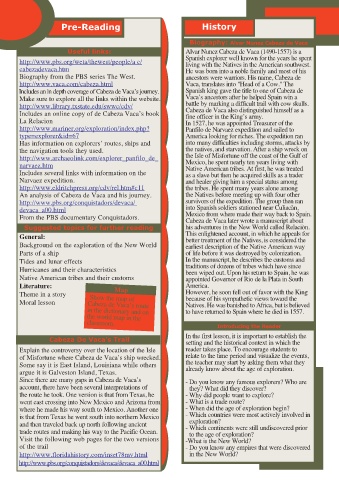 Pre-Reading
Useful links:
http://www.pbs.org/weta/thewest/people/a_c/
cabezadevaca.htm
Biography from the PBS series The West.
http://www.vaca.com/cabeza.html
Includes an in depth coverage of Cabeza de Vaca's journey.
Make sure to explore all the links within the website.
Includes an online copy of de Cabeza Vaca's book
La Relacion
http://www.mariner.org/exploration/index.php?
Has information on explorers' routes, ships and
the navigation tools they used.
http://www.archaeolink.com/explorer_panfilo_de_
narvaez.htm
Includes several links with information on the
Narvaez expedition.
An analysis of Cabeza de Vaca and his journey.
http://www.pbs.org/conquistadors/devaca/
devaca_a00.html
From the PBS documentary Conquistadors.
Suggested topics for further reading
General:
Background on the exploration of the New World
Parts of a ship
Tides and lunar effects
Hurricanes and their characteristics
Native American tribes and their customs
Literature:
Theme in a story
Moral lesson
Cabeza de Vaca's Trail
Explain the controversy over the location of the Isle
of Misfortune where Cabeza de Vaca's ship wrecked.
Some say it is East Island, Louisiana while others
argue it is Galveston Island, Texas.
Since there are many gaps in Cabeza de Vaca's
account, there have been several interpretations of
the route he took. One version is that from Texas, he
went east crossing into New Mexico and Arizona from
where he made his way south to Mexico. Another one
is that from Texas he went south into northern Mexico
and then traveled back up north following ancient
trade routes and making his way to the Pacific Ocean.
Visit the following web pages for the two versions
of the trail
http://www.floridahistory.com/inset78mv.html
http://www.pbs.org/conquistadors/devaca/devaca_a00.html
History
Alvar Nunez Cabeza de Vaca (1490-1557) is a
Spanish explorer well known for the years he spent
living with the Natives in the American southwest.
He was born into a noble family and most of his
ancestors were warriors. His name, Cabeza de
Vaca, translates into "Head of a Cow." The
Spanish king gave the title to one of Cabeza de
Vaca's ancestors after he helped Spain win a
battle by marking a difficult trail with cow skulls.
Cabeza de Vaca also distinguished himself as a
fine officer in the King's army.
In 1527, he was appointed Treasurer of the
Panfilo de Narvaez expedition and sailed to
America looking for riches. The expedition ran
into many difficulties including storms, attacks by
the natives, and starvation. After a ship wreck on
the Isle of Misfortune off the coast of the Gulf of
Mexico, he spent nearly ten years living with
Native American tribes. At first, he was treated
as a slave but then he acquired skills as a trader
and healer giving him a special status among
the tribes. He spent many years alone among
the Natives before meeting up with four other
survivors of the expedition. The group then ran
into Spanish soldiers stationed near Culiacán,
Mexico from where made their way back to Spain.
Cabeza de Vaca later wrote a manuscript about
his adventures in the New World called Relación.
This enlightened account, in which he appeals for
better treatment of the Natives, is considered the
earliest description of the Native American way
of life before it was destroyed by colonization.
In the manuscript, he describes the customs and
traditions of dozens of tribes which have since
been wiped out. Upon his return to Spain, he was
appointed Governor of Rio de la Plata in South
America.
However, he soon fell out of favor with the King
because of his sympathetic views toward the
Natives. He was banished to Africa, but is believed
to have returned to Spain where he died in 1557.
In the first lesson, it is important to establish the
setting and the historical context in which the
reader takes place. To encourage students to
relate to the time period and visualize the events,
the teacher may start by asking them what they
already know about the age of exploration.
- Do you know any famous explorers? Who are
they? What did they discover?
- Why did people want to explore?
- What is a trade route?
- When did the age of exploration begin?
- Which countries were most actively involved in
exploration?
- Which continents were still undiscovered prior
to the age of exploration?
-What is the New World?
- Do you know any empires that were discovered
in the New World?